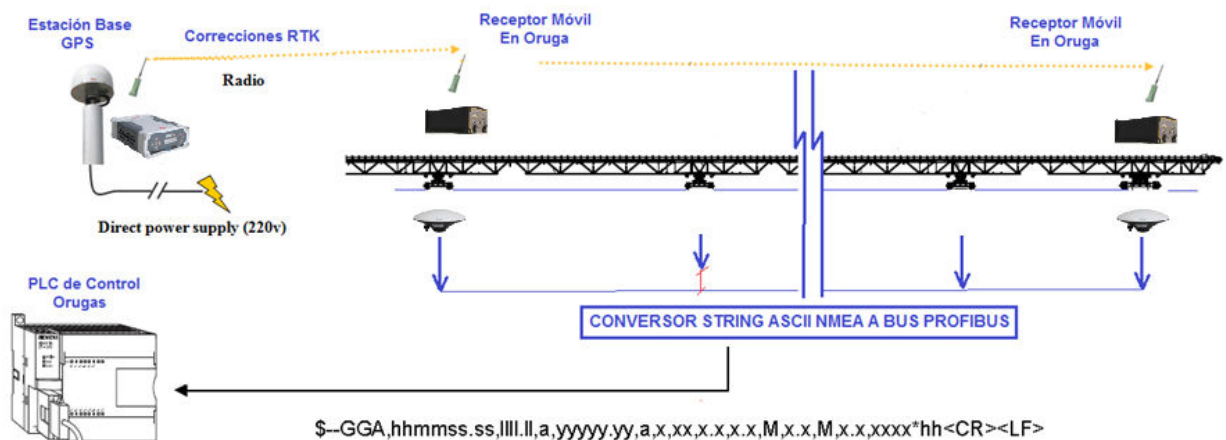 Estación Base
GPS
Correcciones RTK
Radio
Receptor Móvil
En Oruga
Receptor Móvil
En Oruga
Direct power supply (220v)
PLC de Control
Orugas
SIEMENS
CONVERSOR STRING ASCII NMEA A BUS PROFIBUS
$--GGA,hhmmss.ss,llll.ll,a,yyyyy.yy,a,x,xx,x.x,x.x,M,x.x,M,x.x,xxxx*hh<CR><LF>